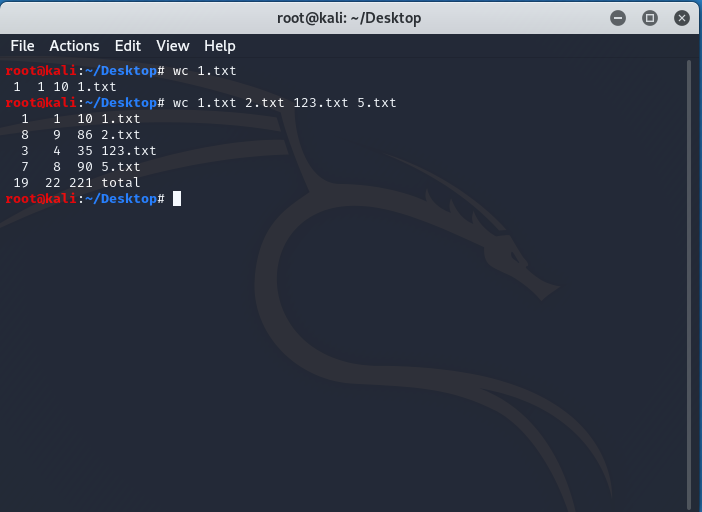 root@kali: ~/Desktop
File Actions Edit View Help
root@kali:~/Desktop# wc 1.txt
 1  1 10 1.txt
root@kali:~/Desktop# wc 1.txt 2.txt 123.txt 5.txt
  1   1  10 1.txt
  8   9  86 2.txt
  3   4  35 123.txt
  7   8  90 5.txt
 19  22 221 total
root@kali:~/Desktop#